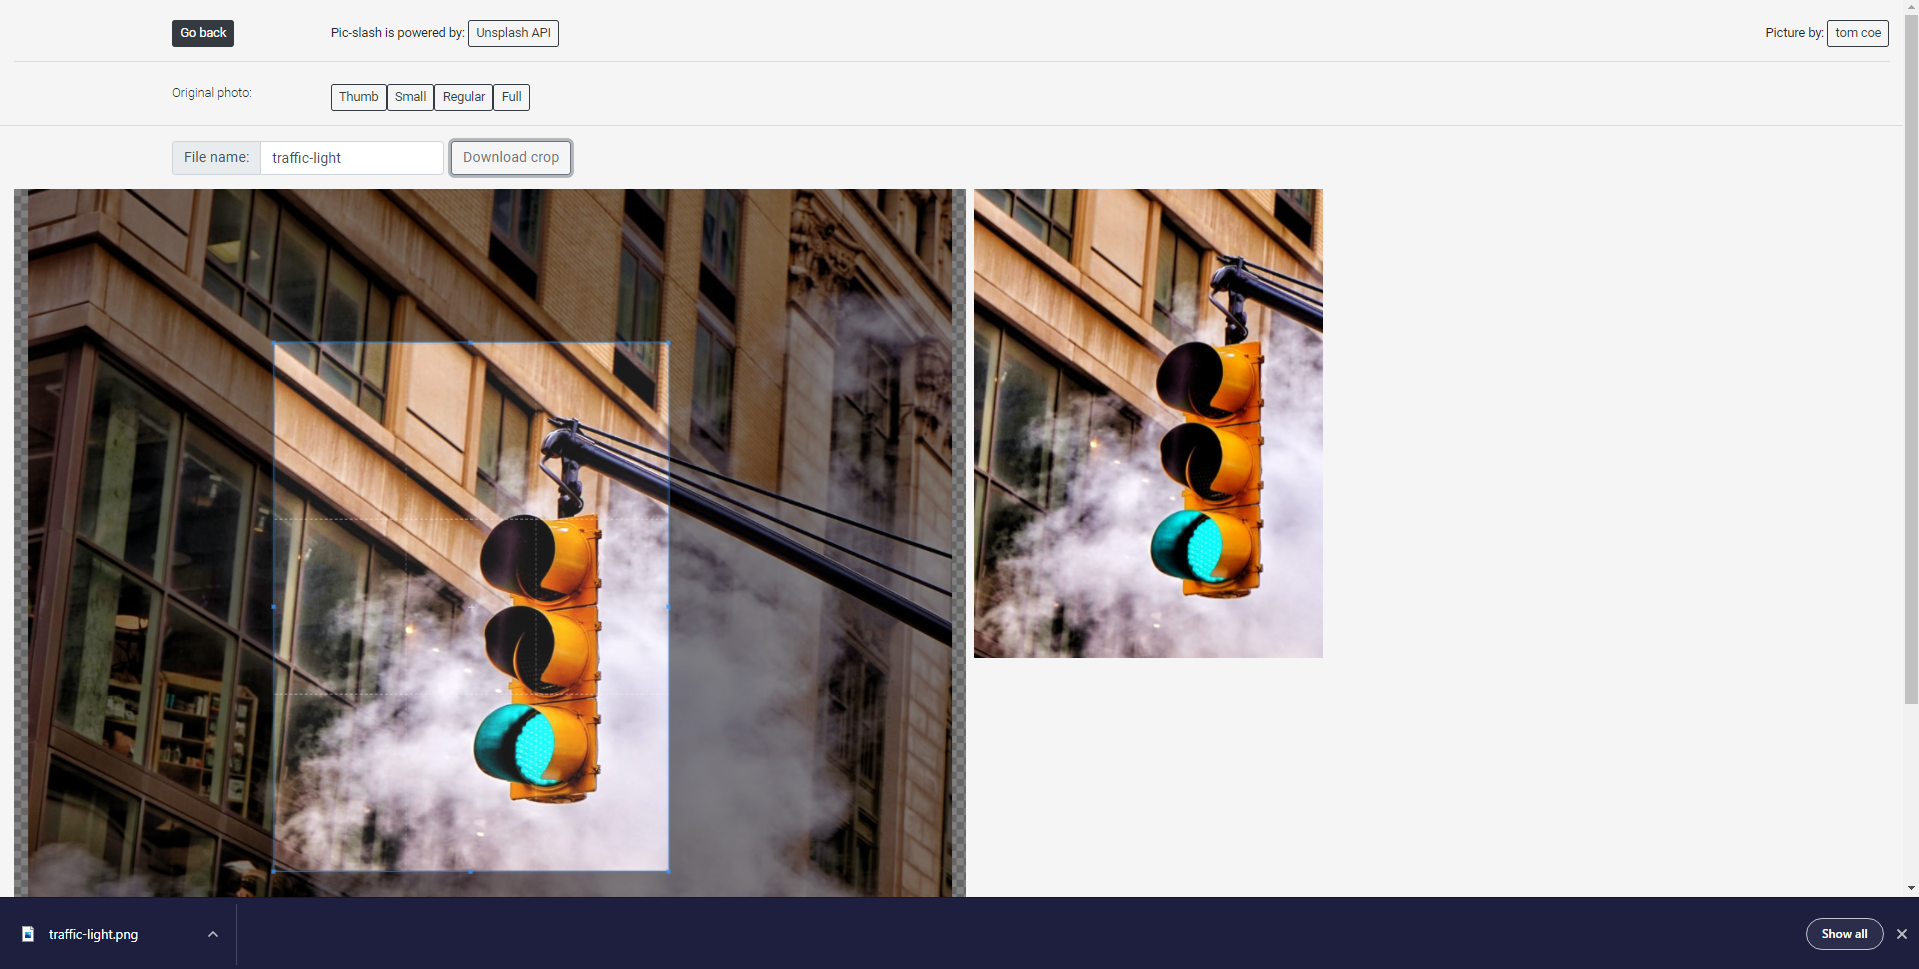 Go back Pic-slash is powered by: Unsplash API Picture by: tom coe
Original photo: Thumb Small Regular Full
File name: traffic-light Download crop
traffic-light.png Show all